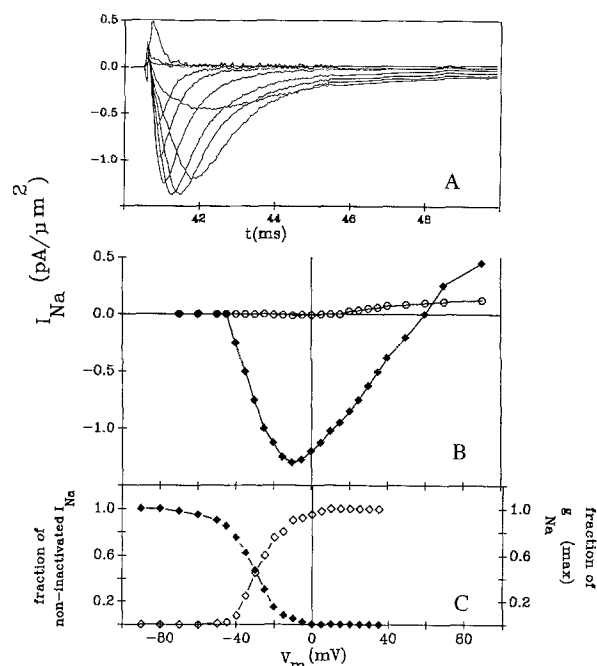 0.5
0.0
−0.5
−1.0
A
42
44
46
48
t(ms)
I Na (pA/μm²)
0.5
0.0
−0.5
−1.0
B
fraction of
non-inactivated I Na
1.0
0.6
0.2
C
1.0
0.6
0.2
fraction of
g Na (max)
−80
−40
0
40
80
V m (mV)